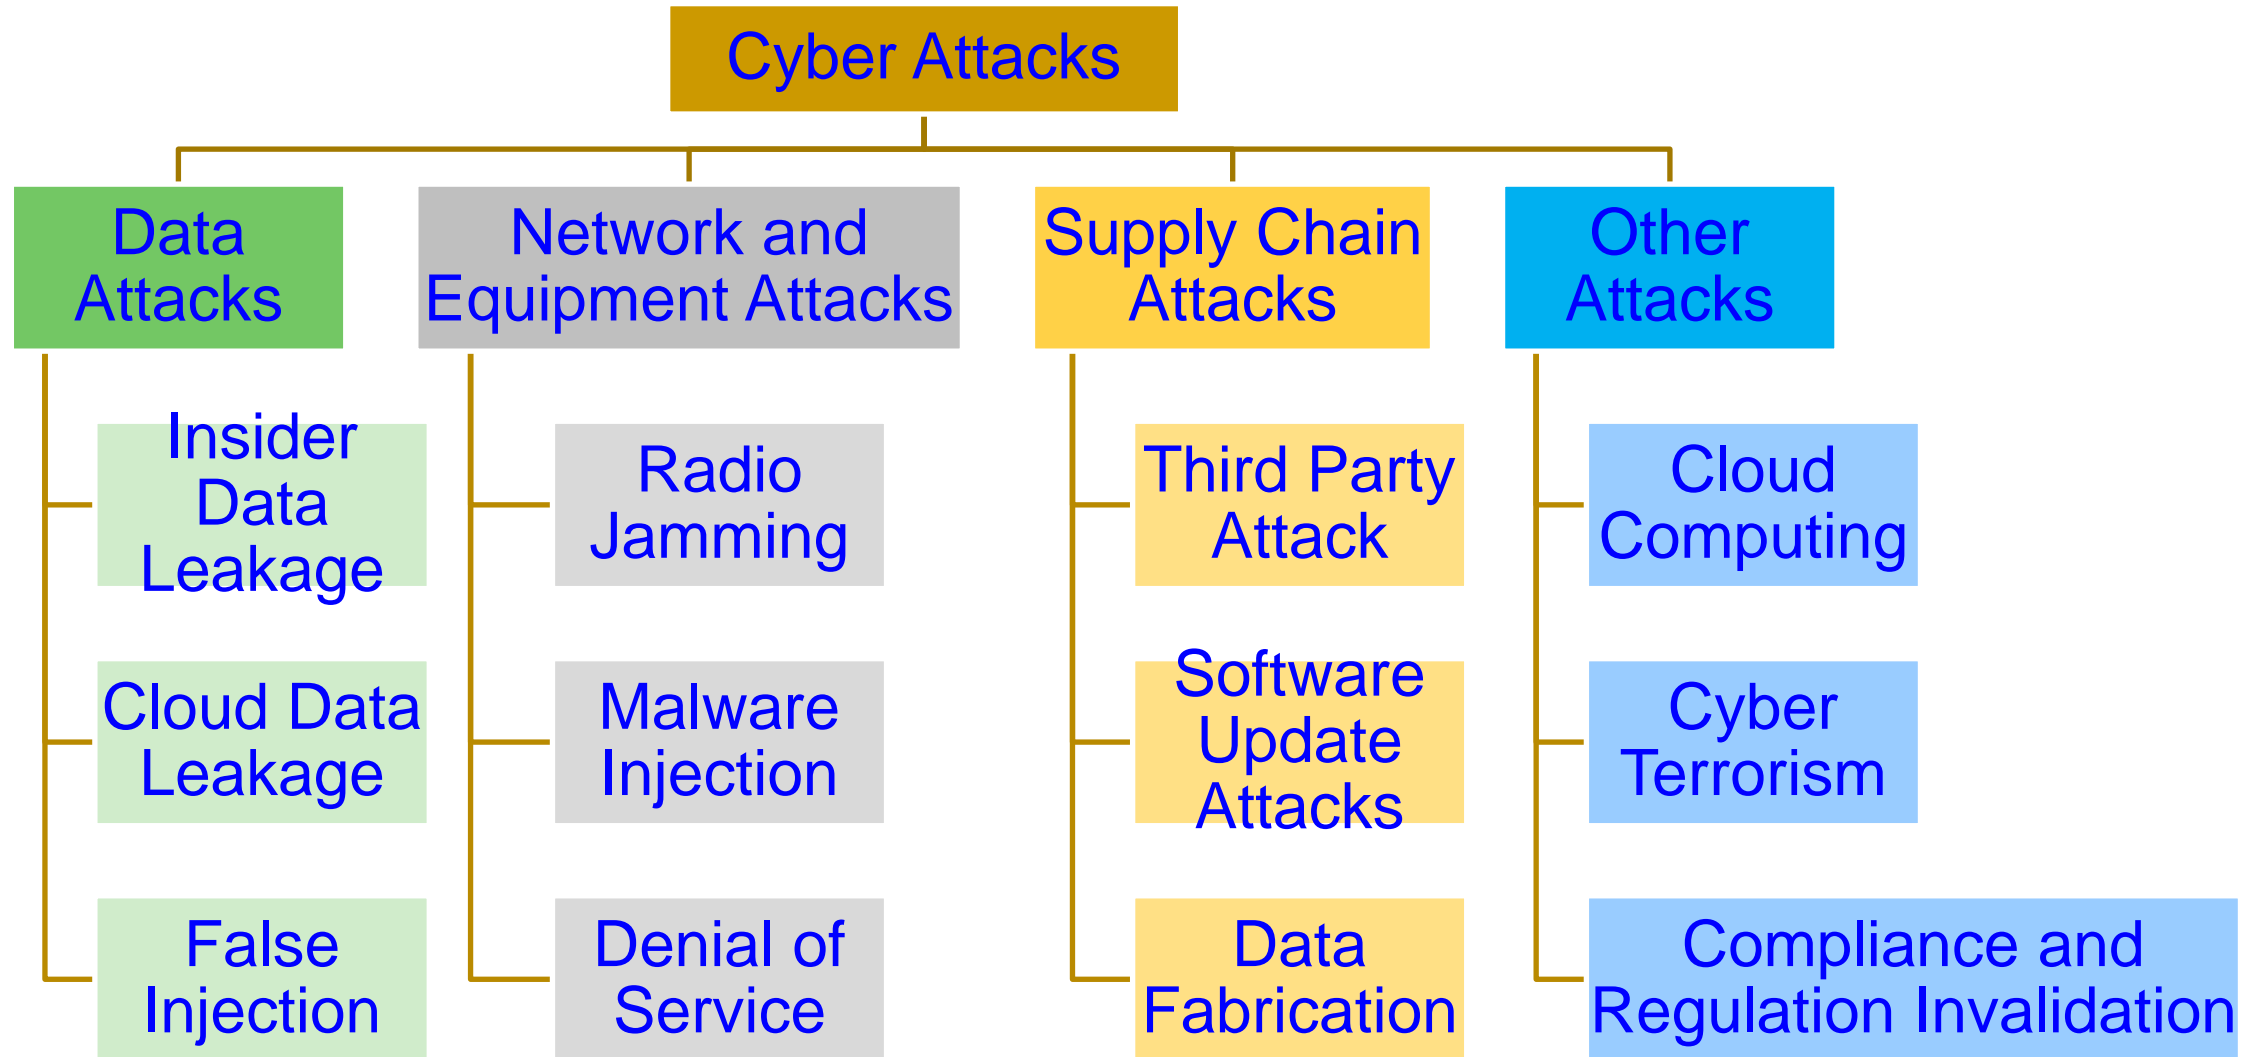 Cyber Attacks
Data
Attacks
Network and
Equipment Attacks
Supply Chain
Attacks
Other
Attacks
Insider
Data
Leakage
Cloud Data
Leakage
False
Injection
Radio
Jamming
Malware
Injection
Denial of
Service
Third Party
Attack
Software
Update
Attacks
Data
Fabrication
Cloud
Computing
Cyber
Terrorism
Compliance and
Regulation Invalidation